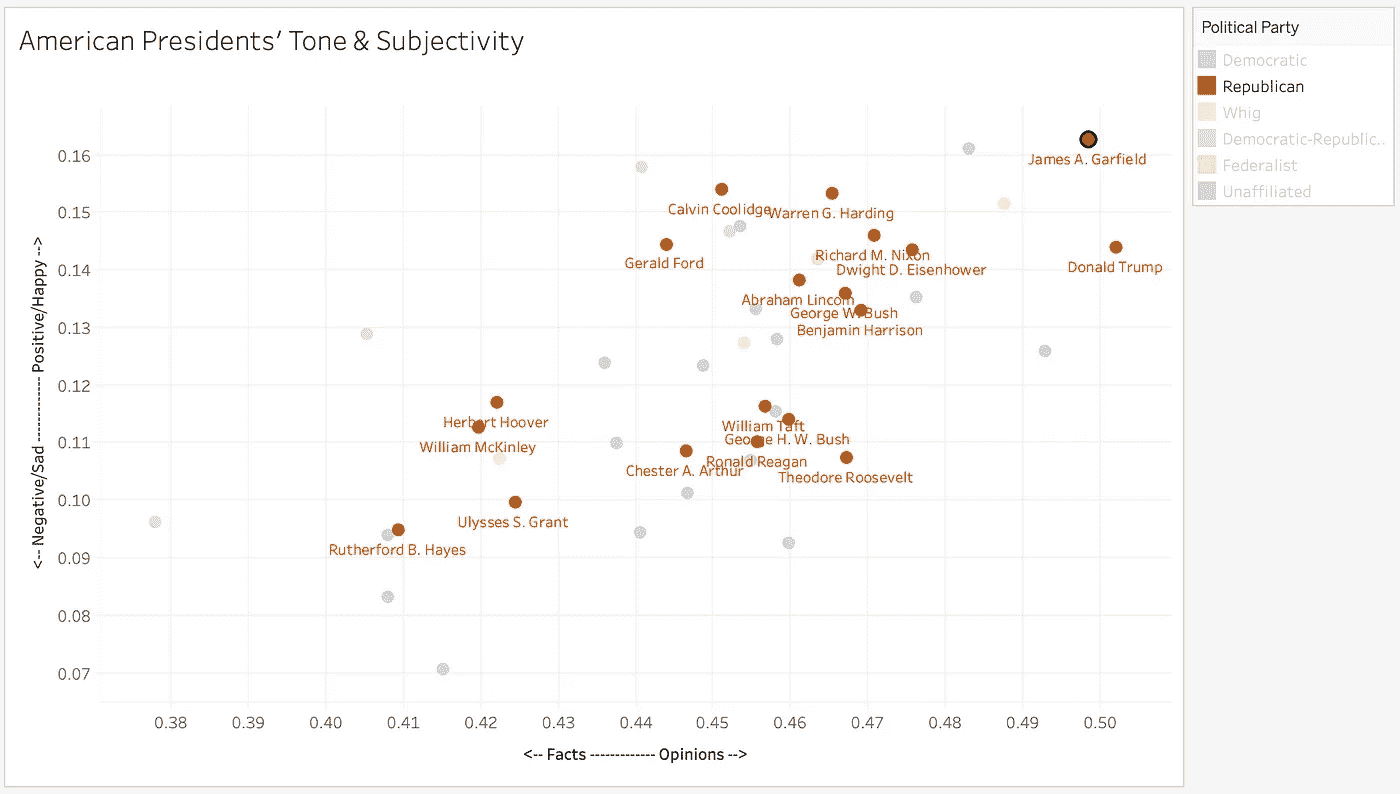 American Presidents' Tone & Subjectivity
Political Party
Democratic
Republican
Whig
Democratic-Republic..
Federalist
Unaffiliated
<-- Negative/Sad ------------- Positive/Happy -->
0.16
0.15
0.14
0.13
0.12
0.11
0.10
0.09
0.08
0.07
James A. Garfield
Calvin Coolidge
Warren G. Harding
Gerald Ford
Richard M. Nixon
Donald Trump
Dwight D. Eisenhower
Abraham Lincoln
George W. Bush
Benjamin Harrison
Herbert Hoover
William Taft
George H. W. Bush
William McKinley
Ronald Reagan
Chester A. Arthur
Theodore Roosevelt
Ulysses S. Grant
Rutherford B. Hayes
0.38 0.39 0.40 0.41 0.42 0.43 0.44 0.45 0.46 0.47 0.48 0.49 0.50
<-- Facts ------------- Opinions -->